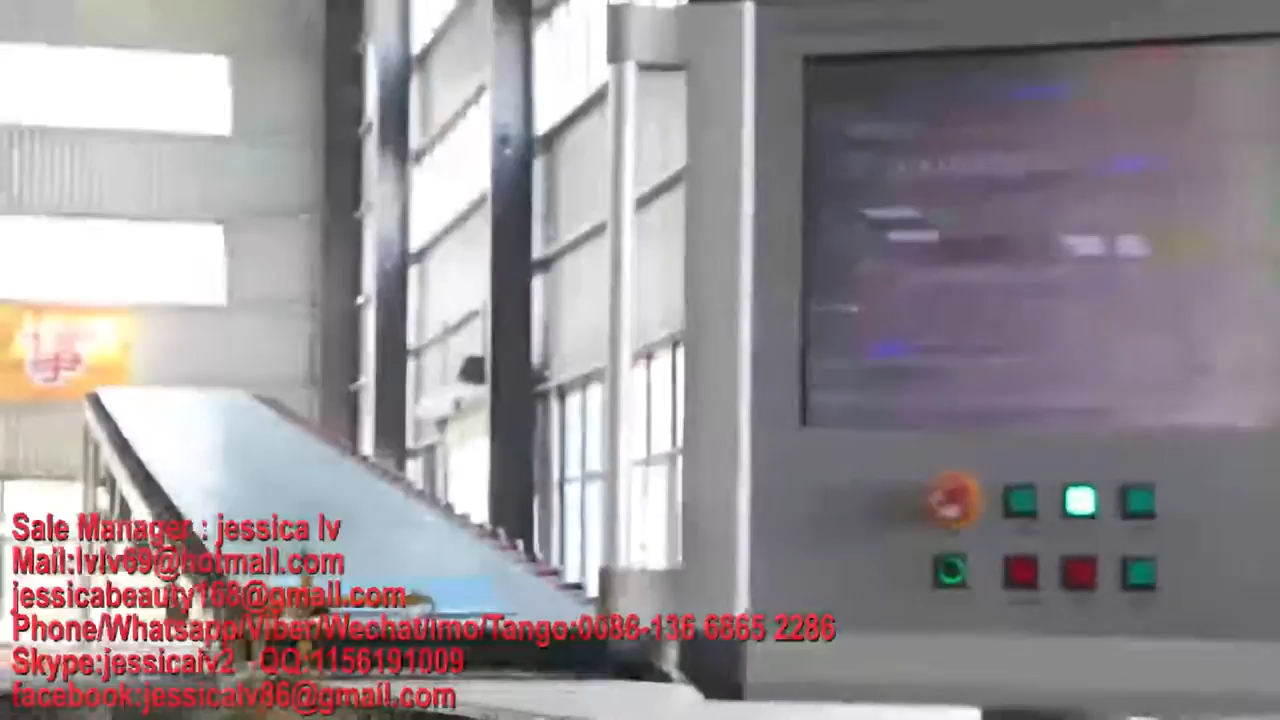 Sale Manager : jessica lv
Mail:lvlv69@hotmail.com
jessicabeauty168@gmail.com
Phone/Whatsapp/Viber/Wechat/imo/Tango:0086-136 6865 2286
Skype:jessicalv2 QQ:1156191009
facebook:jessicalv86@gmail.com